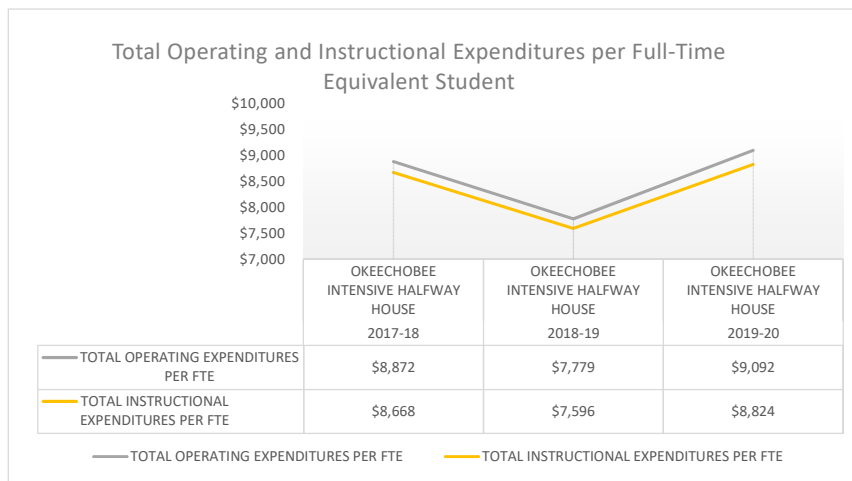 Total Operating and Instructional Expenditures per Full-Time
Equivalent Student
$10,000
$9,500
$9,000
$8,500
$8,000
$7,500
$7,000
OKEECHOBEE
INTENSIVE HALFWAY
HOUSE
2017-18
OKEECHOBEE
INTENSIVE HALFWAY
HOUSE
2018-19
OKEECHOBEE
INTENSIVE HALFWAY
HOUSE
2019-20
TOTAL OPERATING EXPENDITURES
PER FTE
$8,872
$7,779
$9,092
TOTAL INSTRUCTIONAL
EXPENDITURES PER FTE
$8,668
$7,596
$8,824
TOTAL OPERATING EXPENDITURES PER FTE
TOTAL INSTRUCTIONAL EXPENDITURES PER FTE